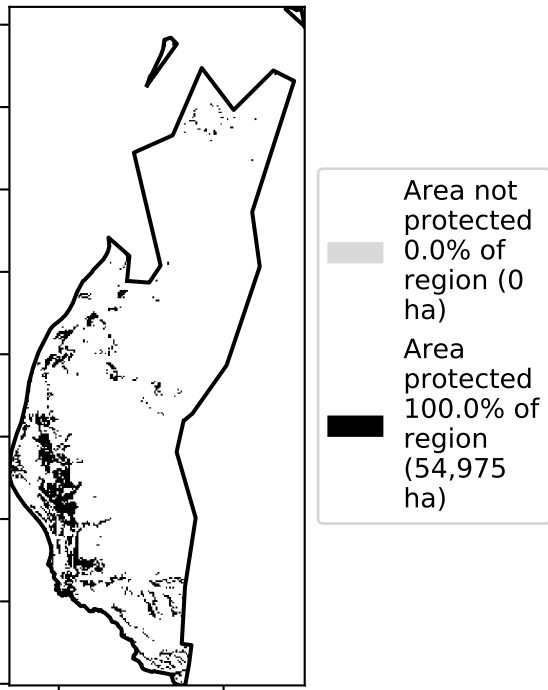 Area not
protected
0.0% of
region (0
ha)
Area
protected
100.0% of
region
(54,975
ha)